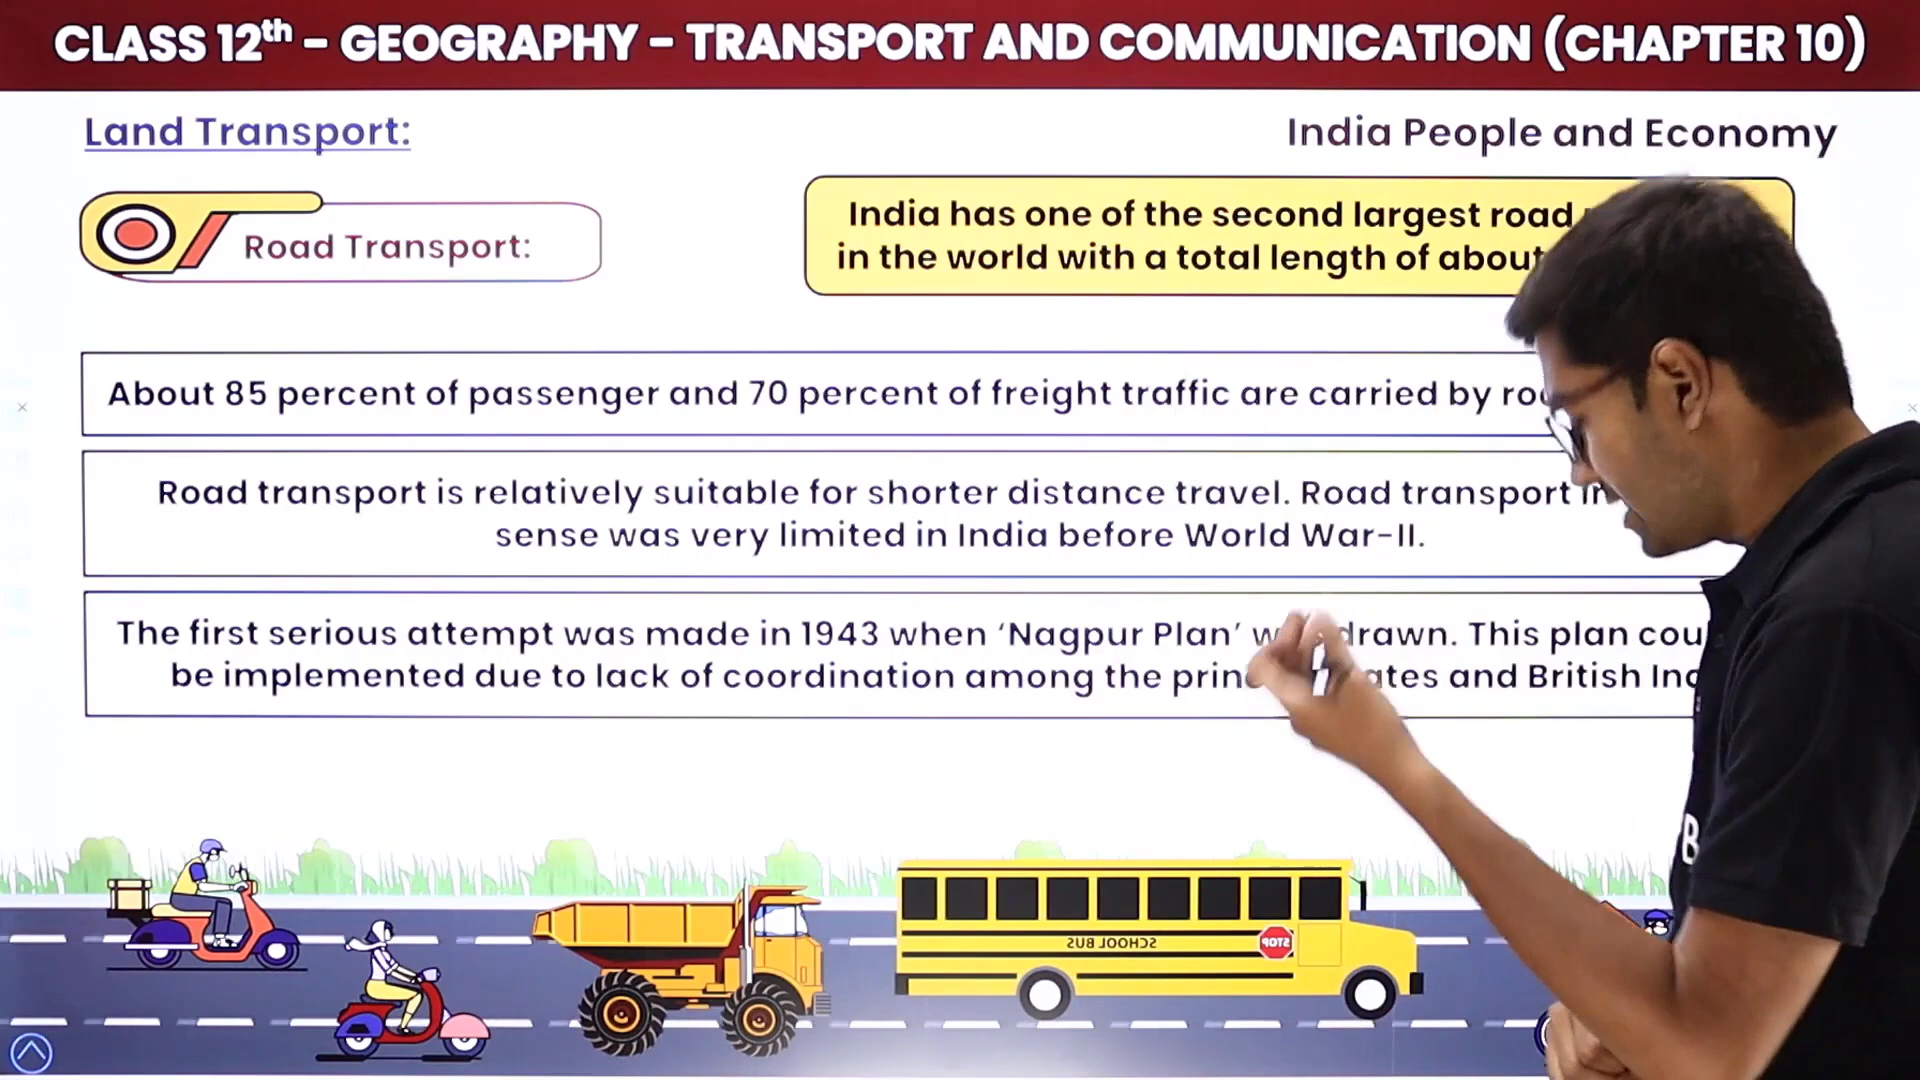 CLASS 12th - GEOGRAPHY - TRANSPORT AND COMMUNICATION (CHAPTER 10)
Land Transport:
India People and Economy
Road Transport:
India has one of the second largest road
in the world with a total length of about
About 85 percent of passenger and 70 percent of freight traffic are carried by
Road transport is relatively suitable for shorter distance travel. Road transport
sense was very limited in India before World War-II.
The first serious attempt was made in 1943 when ‘Nagpur Plan’ drawn. This plan
be implemented due to lack of coordination among the and British
B
SCHOOL BUS
STOP